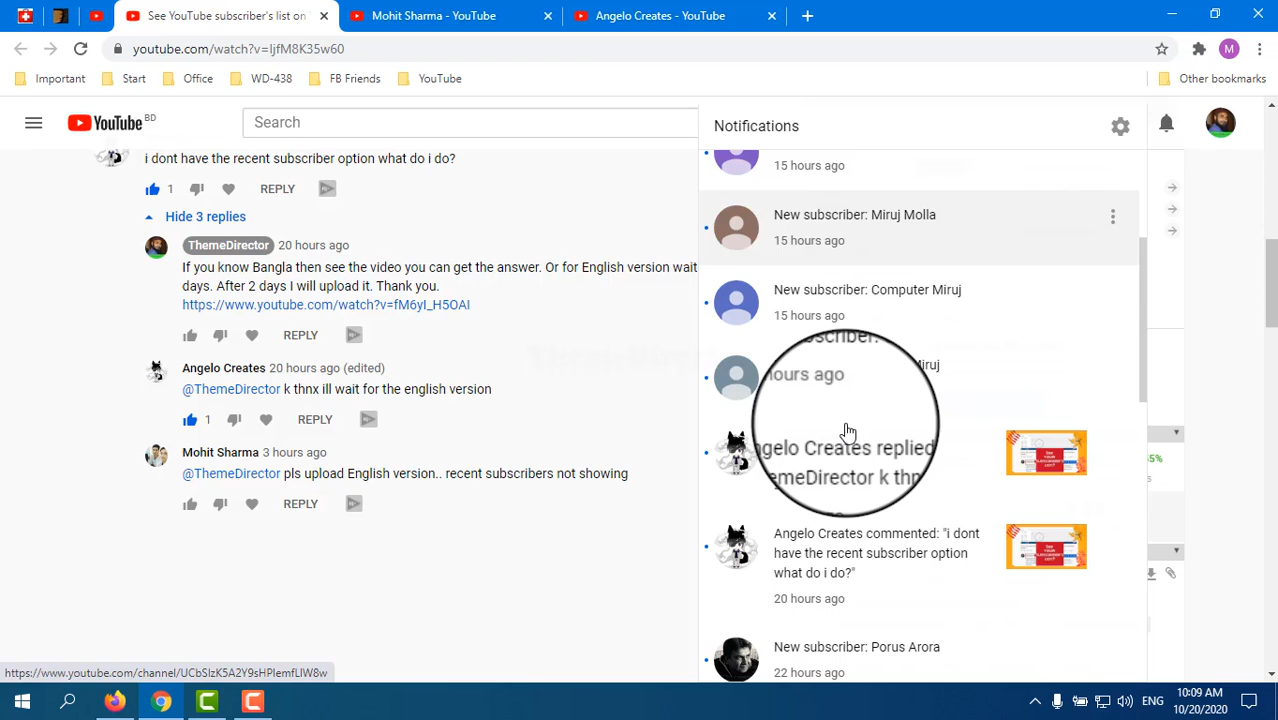 See YouTube subscriber's list on
Mohit Sharma - YouTube
Angelo Creates - YouTube
youtube.com/watch?v=IjfM8K35w60
M
Important
Start
Office
WD-438
FB Friends
YouTube
Other bookmarks
YouTube BD
Search
Notifications
i dont have the recent subscriber option what do i do?
1
REPLY
Hide 3 replies
ThemeDirector 20 hours ago
If you know Bangla then see the video you can get the answer. Or for English version wait
days. After 2 days I will upload it. Thank you.
https://www.youtube.com/watch?v=fM6yI_H5OAI
REPLY
Angelo Creates 20 hours ago (edited)
@ThemeDirector k thnx ill wait for the english version
1
REPLY
Mohit Sharma 3 hours ago
@ThemeDirector pls upload English version.. recent subscribers not showing
REPLY
15 hours ago
New subscriber: Miruj Molla
15 hours ago
New subscriber: Computer Miruj
15 hours ago
Miruj
hours ago
Angelo Creates replied
ThemeDirector k thn
Angelo Creates commented: "i dont
have the recent subscriber option
what do i do?"
20 hours ago
New subscriber: Porus Arora
22 hours ago
https://www.youtube.com/channel/UCbSlzK5A2Y9sHPlemfLIW8w
ENG
10:09 AM
10/20/2020